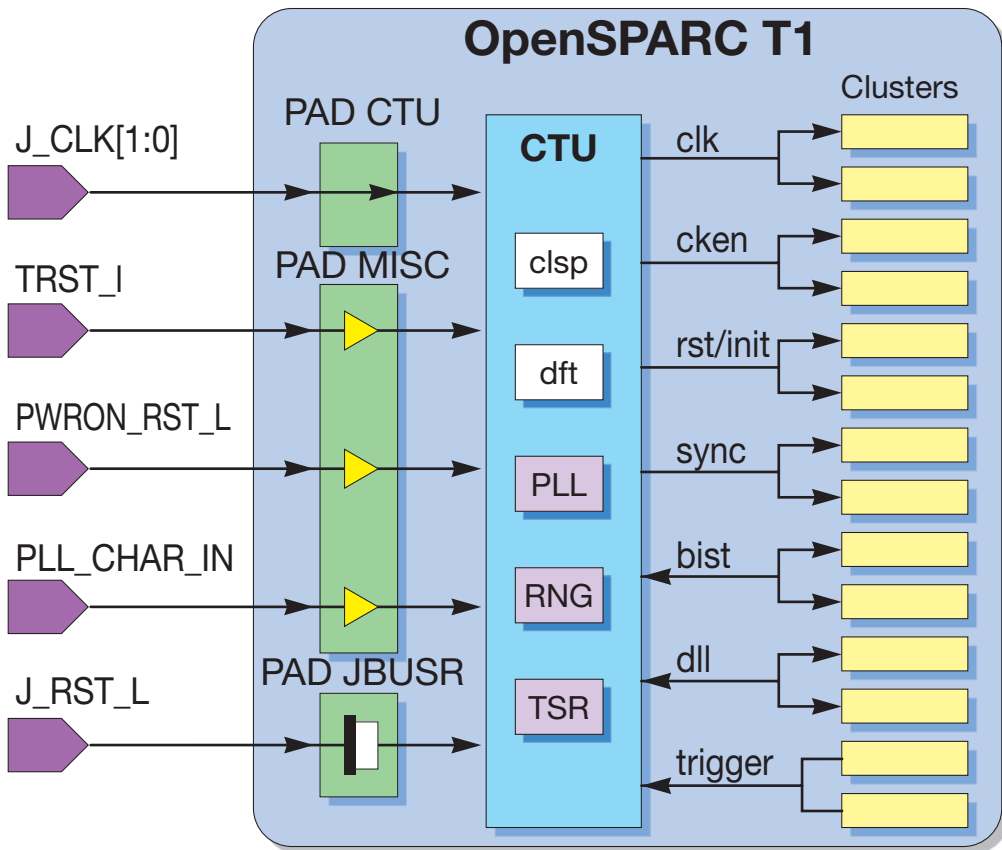 OpenSPARC T1
Clusters
J_CLK[1:0]
PAD CTU
CTU
clk
TRST_I
PAD MISC
clsp
cken
dft
rst/init
PWRON_RST_L
PLL
sync
PLL_CHAR_IN
RNG
bist
J_RST_L
PAD JBUSR
TSR
dll
trigger